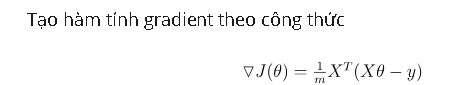 Tạo hàm tính gradient theo công thức
▽J(θ) = 1/m X^T(Xθ − y)